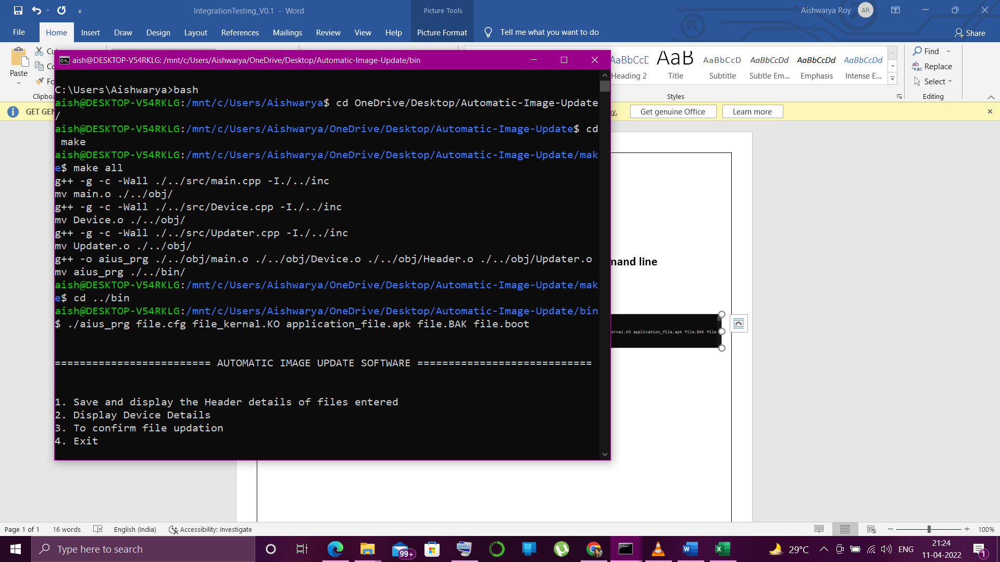 IntegrationTesting_V0.1 - Word
Picture Tools
Aishwarya Roy
AR
File
Home
Insert
Draw
Design
Layout
References
Mailings
Review
View
Help
Picture Format
Tell me what you want to do
Share
Paste
Clipb
AaBbCcD
Heading 2
AaB
Title
AaBbCcD
Subtitle
AaBbCcDd
Subtle Em...
AaBbCcDd
Emphasis
AaBbCcDd
Intense E...
Styles
Find
Replace
Select
Editing
GET GEN
Get genuine Office
Learn more
aish@DESKTOP-V54RKLG: /mnt/c/Users/Aishwarya/OneDrive/Desktop/Automatic-Image-Update/bin
C:\Users\Aishwarya>bash
aish@DESKTOP-V54RKLG:/mnt/c/Users/Aishwarya$ cd OneDrive/Desktop/Automatic-Image-Update
/
aish@DESKTOP-V54RKLG:/mnt/c/Users/Aishwarya/OneDrive/Desktop/Automatic-Image-Update$ cd
make
aish@DESKTOP-V54RKLG:/mnt/c/Users/Aishwarya/OneDrive/Desktop/Automatic-Image-Update/mak
e$ make all
g++ -g -c -Wall ./../src/main.cpp -I./../inc
mv main.o ./../obj/
g++ -g -c -Wall ./../src/Device.cpp -I./../inc
mv Device.o ./../obj/
g++ -g -c -Wall ./../src/Updater.cpp -I./../inc
mv Updater.o ./../obj/
g++ -o aius_prg ./../obj/main.o ./../obj/Device.o ./../obj/Header.o ./../obj/Updater.o
mv aius_prg ./../bin/
aish@DESKTOP-V54RKLG:/mnt/c/Users/Aishwarya/OneDrive/Desktop/Automatic-Image-Update/mak
e$ cd ../bin
aish@DESKTOP-V54RKLG:/mnt/c/Users/Aishwarya/OneDrive/Desktop/Automatic-Image-Update/bin
$ ./aius_prg file.cfg file_kernal.KO application_file.apk file.BAK file.boot
========================= AUTOMATIC IMAGE UPDATE SOFTWARE ============================
1. Save and display the Header details of files entered
2. Display Device Details
3. To confirm file updation
4. Exit
mand line
ernal.KO application_file.apk file.BAK file
Page 1 of 1
16 words
English (India)
Accessibility: Investigate
100%
Type here to search
99+
29°C
ENG
21:24
11-04-2022
1